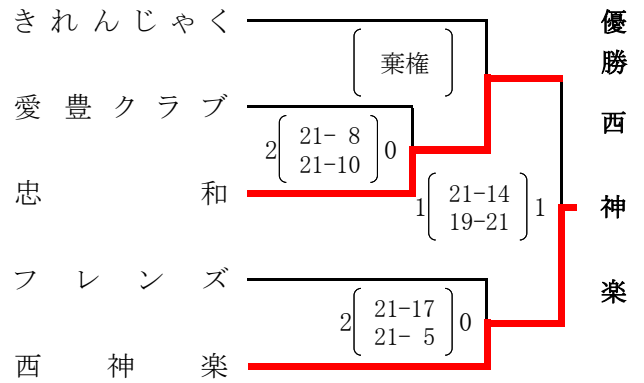 きれんじゃく
棄権
愛豊クラブ
2 21- 8 0
21-10
忠和
1 21-14 1
19-21
フレンズ
2 21-17 0
21- 5
西神楽
優勝 西神楽